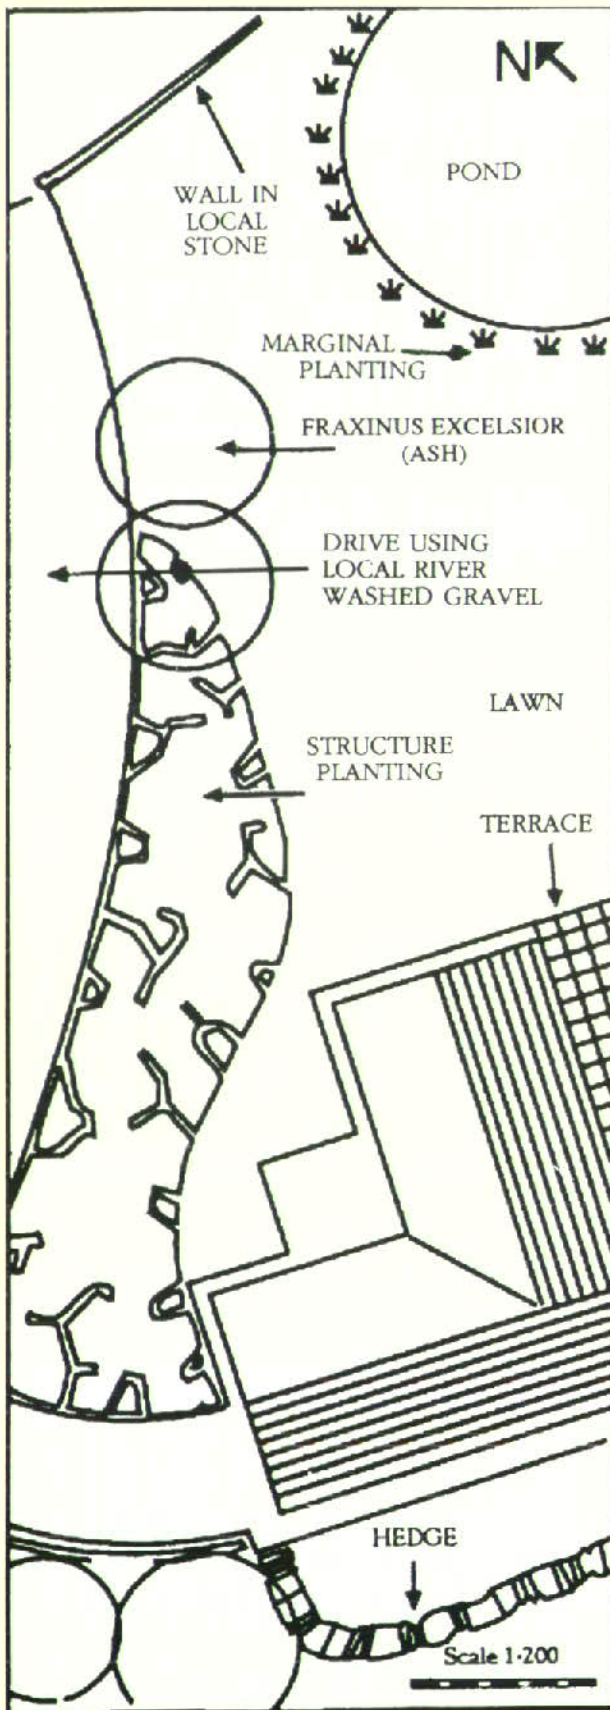 N
POND
WALL IN
LOCAL
STONE
MARGINAL
PLANTING
FRAXINUS EXCELSIOR
(ASH)
DRIVE USING
LOCAL RIVER
WASHED GRAVEL
LAWN
STRUCTURE
PLANTING
TERRACE
HEDGE
Scale 1·200